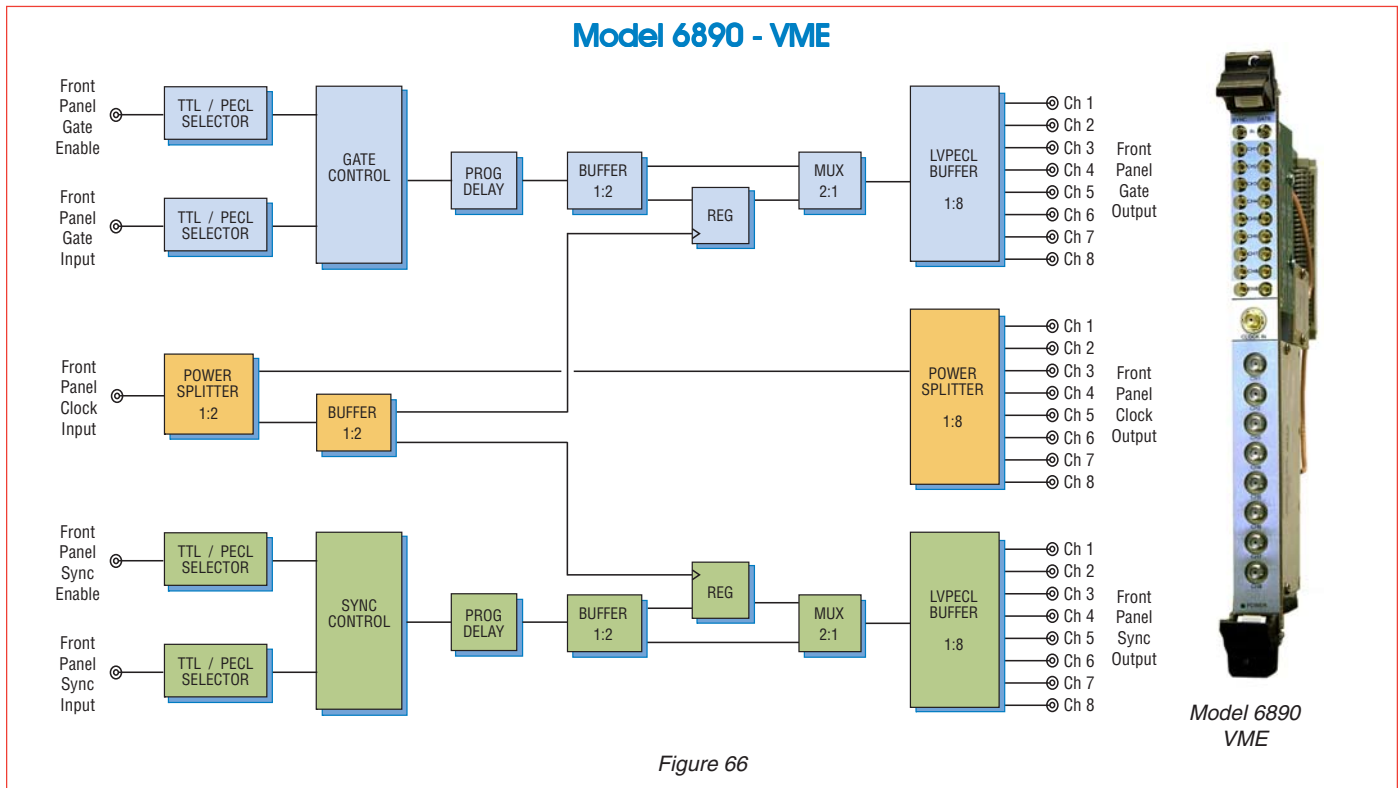 Model 6890 - VME
Front
Panel
Gate
Enable
TTL / PECL
SELECTOR
Front
Panel
Gate
Input
TTL / PECL
SELECTOR
GATE
CONTROL
PROG
DELAY
BUFFER
1:2
REG
MUX
2:1
LVPECL
BUFFER
1:8
Ch 1
Ch 2
Ch 3
Ch 4
Ch 5
Ch 6
Ch 7
Ch 8
Front
Panel
Gate
Output
Front
Panel
Clock
Input
POWER
SPLITTER
1:2
BUFFER
1:2
POWER
SPLITTER
1:8
Ch 1
Ch 2
Ch 3
Ch 4
Ch 5
Ch 6
Ch 7
Ch 8
Front
Panel
Clock
Output
Front
Panel
Sync
Enable
TTL / PECL
SELECTOR
Front
Panel
Sync
Input
TTL / PECL
SELECTOR
SYNC
CONTROL
PROG
DELAY
BUFFER
1:2
REG
MUX
2:1
LVPECL
BUFFER
1:8
Ch 1
Ch 2
Ch 3
Ch 4
Ch 5
Ch 6
Ch 7
Ch 8
Front
Panel
Sync
Output
SYNC GATE
CLOCK IN
POWER
Model 6890
VME
Figure 66